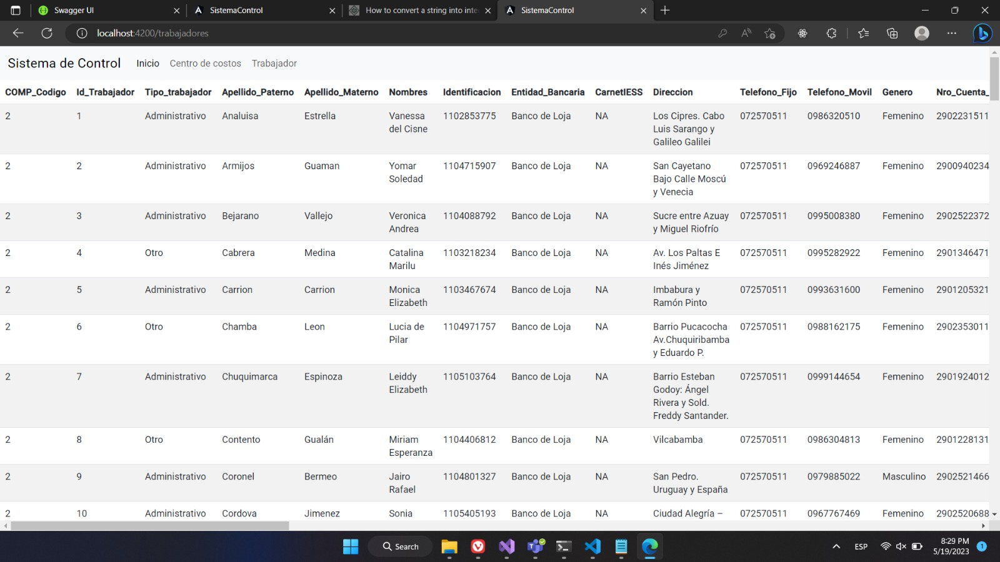 Swagger UI
SistemaControl
How to convert a string into inte
SistemaControl
localhost:4200/trabajadores
Sistema de Control Inicio Centro de costos Trabajador
COMP_Codigo Id_Trabajador Tipo_trabajador Apellido_Paterno Apellido_Materno Nombres Identificacion Entidad_Bancaria CarnetIESS Direccion Telefono_Fijo Telefono_Movil Genero Nro_Cuenta_
2 1 Administrativo Analuisa Estrella Vanessa 1102853775 Banco de Loja NA Los Cipres. Cabo 072570511 0986320510 Femenino 2902231511
del Cisne Luis Sarango y
Galileo Galilei
2 2 Administrativo Armijos Guaman Yomar 1104715907 Banco de Loja NA San Cayetano 072570511 0969246887 Femenino 2900940234
Soledad Bajo Calle Moscú
y Venecia
2 3 Administrativo Bejarano Vallejo Veronica 1104088792 Banco de Loja NA Sucre entre Azuay 072570511 0995008380 Femenino 2902522372
Andrea y Miguel Riofrío
2 4 Otro Cabrera Medina Catalina 1103218234 Banco de Loja NA Av. Los Paltas E 072570511 0995282922 Femenino 2901346471
Marilu Inés Jiménez
2 5 Administrativo Carrion Carrion Monica 1103467674 Banco de Loja NA Imbabura y 072570511 0993631600 Femenino 2901205321
Elizabeth Ramón Pinto
2 6 Otro Chamba Leon Lucia de 1104971757 Banco de Loja NA Barrio Pucacocha 072570511 0988162175 Femenino 2902353011
Pilar Av.Chuquiribamba
y Eduardo P.
2 7 Administrativo Chuquimarca Espinoza Leiddy 1105103764 Banco de Loja NA Barrio Esteban 072570511 0999144654 Femenino 2901924012
Elizabeth Godoy: Ángel
Rivera y Sold.
Freddy Santander.
2 8 Otro Contento Gualán Miriam 1104406812 Banco de Loja NA Vilcabamba 072570511 0986304813 Femenino 2901228131
Esperanza
2 9 Administrativo Coronel Bermeo Jairo 1104801327 Banco de Loja NA San Pedro. 072570511 0979885022 Masculino 2902521466
Rafael Uruguay y España
2 10 Administrativo Cordova Jimenez Sonia 1105405193 Banco de Loja NA Ciudad Alegría – 072570511 0967767469 Femenino 2902520688
Search
ESP
8:29 PM
5/19/2023
1